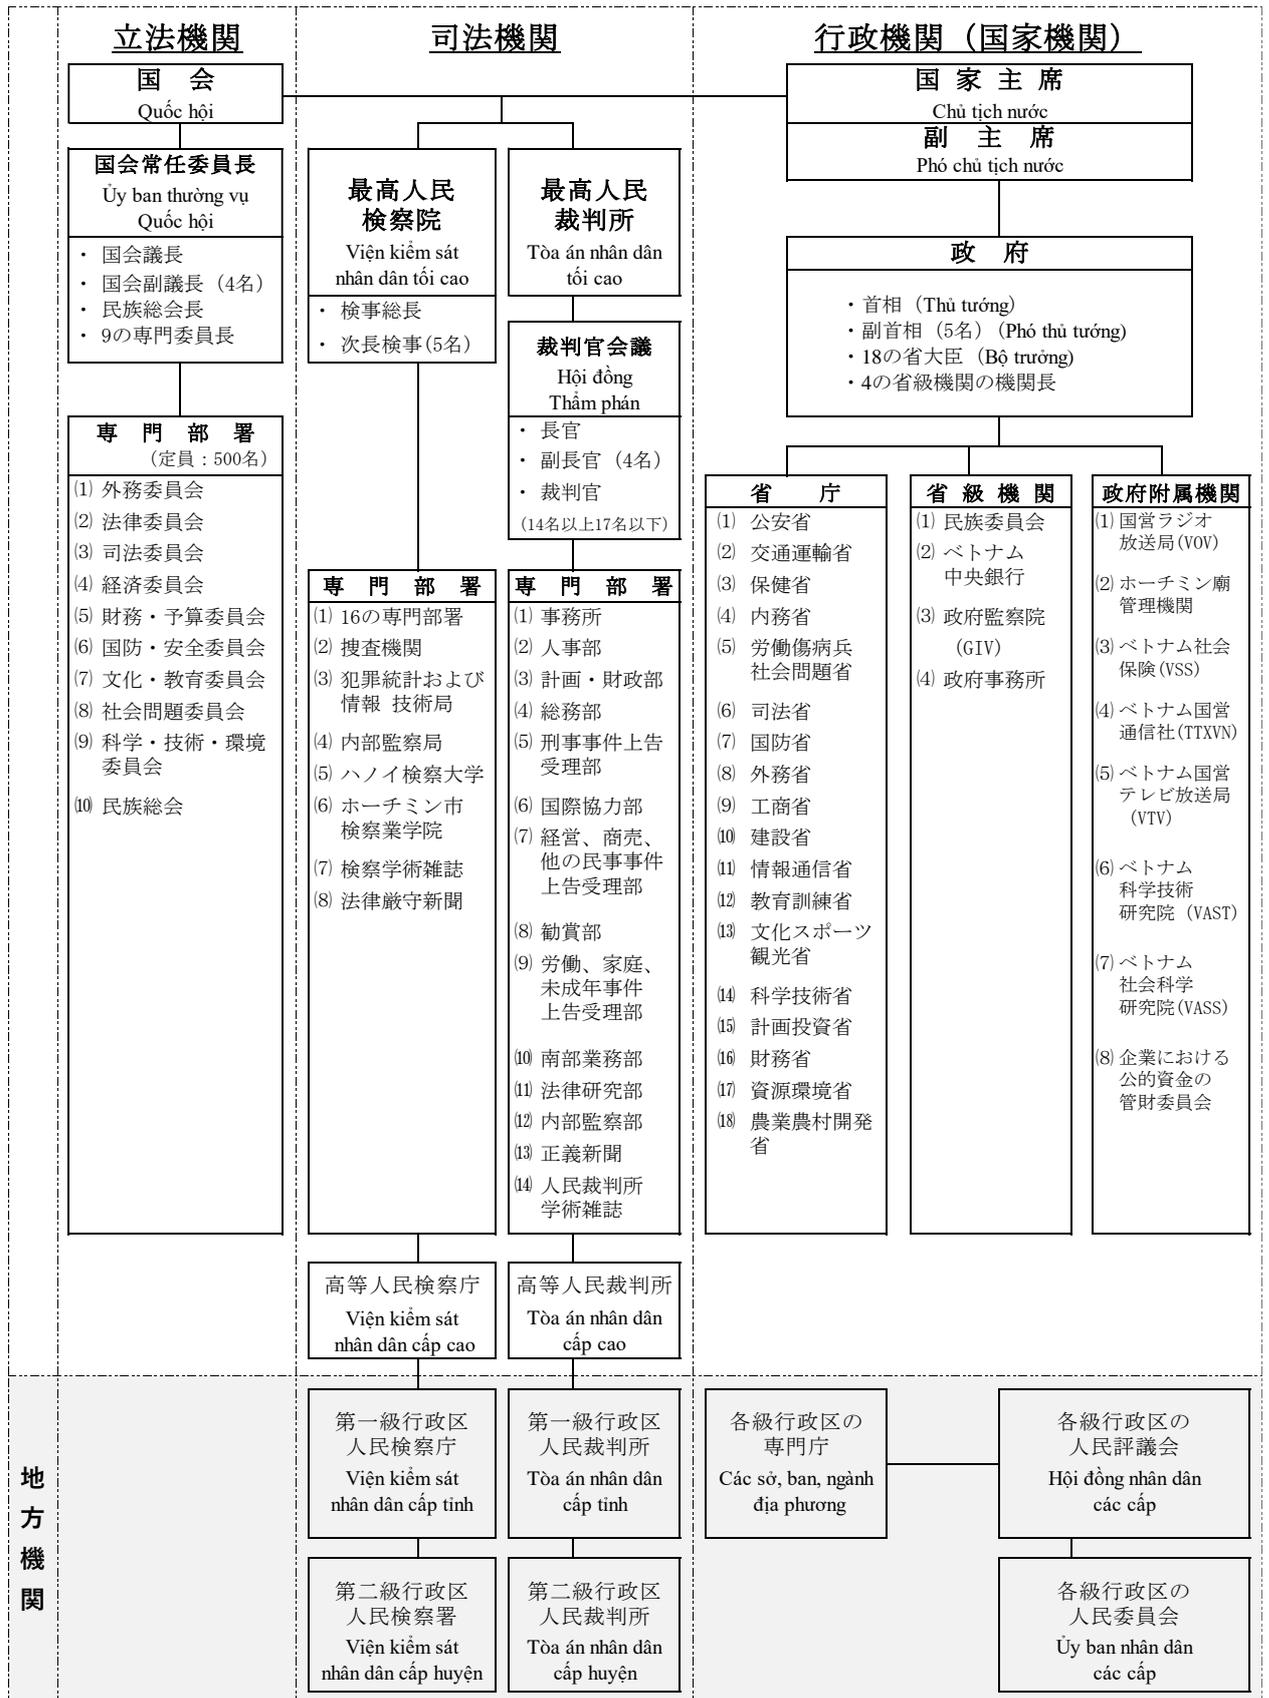 立法機関
国 会
Quốc hội
国会常任委員長
Ủy ban thường vụ
Quốc hội
・ 国会議長
・ 国会副議長 (4名)
・ 民族総会長
・ 9の専門委員長
専 門 部 署
(定員：500名)
⑴ 外務委員会
⑵ 法律委員会
⑶ 司法委員会
⑷ 経済委員会
⑸ 財務・予算委員会
⑹ 国防・安全委員会
⑺ 文化・教育委員会
⑻ 社会問題委員会
⑼ 科学・技術・環境
委員会
⑽ 民族総会
司法機関
最高人民
検察院
Viện kiểm sát
nhân dân tối cao
・ 検事総長
・ 次長検事(5名)
専 門 部 署
⑴ 16の専門部署
⑵ 捜査機関
⑶ 犯罪統計および
情報 技術局
⑷ 内部監察局
⑸ ハノイ検察大学
⑹ ホーチミン市
検察業学院
⑺ 検察学術雑誌
⑻ 法律厳守新聞
高等人民検察庁
Viện kiểm sát
nhân dân cấp cao
最高人民
裁判所
Tòa án nhân dân
tối cao
裁判官会議
Hội đồng
Thẩm phán
・ 長官
・ 副長官 (4名)
・ 裁判官
(14名以上17名以下)
専 門 部 署
⑴ 事務所
⑵ 人事部
⑶ 計画・財政部
⑷ 総務部
⑸ 刑事事件上告
受理部
⑹ 国際協力部
⑺ 経営、商売、
他の民事事件
上告受理部
⑻ 勧賞部
⑼ 労働、家庭、
未成年事件
上告受理部
⑽ 南部業務部
⑾ 法律研究部
⑿ 内部監察部
⒀ 正義新聞
⒁ 人民裁判所
学術雑誌
高等人民裁判所
Tòa án nhân dân
cấp cao
行政機関 (国家機関)
国 家 主 席
Chủ tịch nước
副 主 席
Phó chủ tịch nước
政 府
・首相 (Thủ tướng)
・副首相 (5名) (Phó thủ tướng)
・18の省大臣 (Bộ trưởng)
・4の省級機関の機関長
省 庁
⑴ 公安省
⑵ 交通運輸省
⑶ 保健省
⑷ 内務省
⑸ 労働傷病兵
社会問題省
⑹ 司法省
⑺ 国防省
⑻ 外務省
⑼ 工商省
⑽ 建設省
⑾ 情報通信省
⑿ 教育訓練省
⒀ 文化スポーツ
観光省
⒁ 科学技術省
⒂ 計画投資省
⒃ 財務省
⒄ 資源環境省
⒅ 農業農村開発
省
省 級 機 関
⑴ 民族委員会
⑵ ベトナム
中央銀行
⑶ 政府監察院
(GIV)
⑷ 政府事務所
政府附属機関
⑴ 国営ラジオ
放送局(VOV)
⑵ ホーチミン廟
管理機関
⑶ ベトナム社会
保険(VSS)
⑷ ベトナム国営
通信社(TTXVN)
⑸ ベトナム国営
テレビ放送局
(VTV)
⑹ ベトナム
科学技術
研究院 (VAST)
⑺ ベトナム
社会科学
研究院(VASS)
⑻ 企業における
公的資金の
管財委員会
地
方
機
関
第一級行政区
人民検察庁
Viện kiểm sát
nhân dân cấp tỉnh
第二級行政区
人民検察署
Viện kiểm sát
nhân dân cấp huyện
第一級行政区
人民裁判所
Tòa án nhân dân
cấp tỉnh
第二級行政区
人民裁判所
Tòa án nhân dân
cấp huyện
各級行政区の
専門庁
Các sở, ban, ngành
địa phương
各級行政区の
人民評議会
Hội đồng nhân dân
các cấp
各級行政区の
人民委員会
Ủy ban nhân dân
các cấp